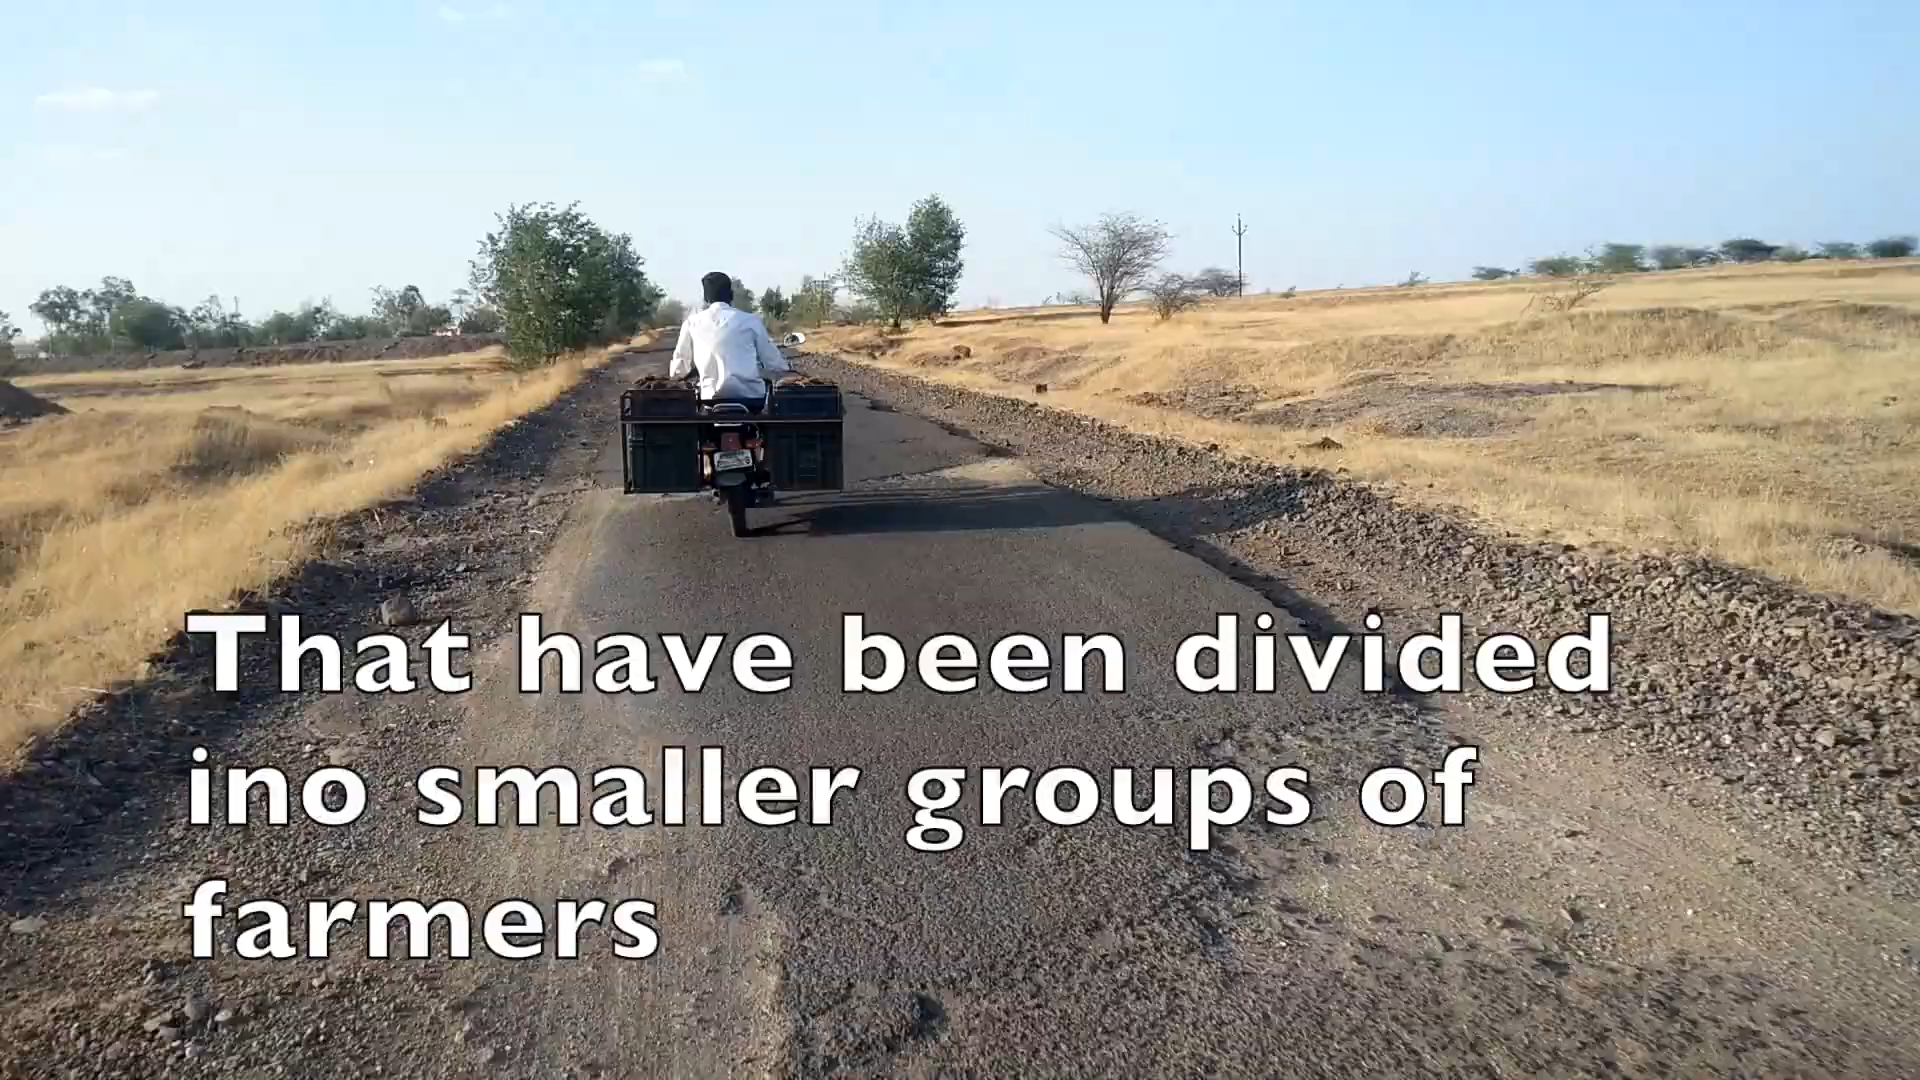 That have been divided
ino smaller groups of
farmers